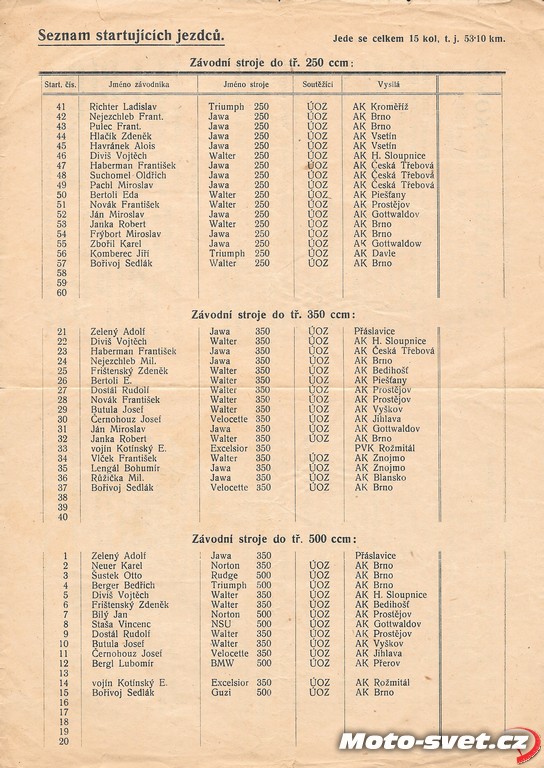 Seznam startujících jezdců. Jede se celkem 15 kol, t. j. 53·10 km.
Závodní stroje do tř. 250 ccm:
Start. čís. Jméno závodníka Jméno stroje Soutěžící Vysílá
41 Richter Ladislav Triumph 250 ÚOZ AK Kroměříž
42 Nejezchleb Frant. Jawa 250 ÚOZ AK Brno
43 Pulec Frant. Jawa 250 ÚOZ AK Brno
44 Hlačík Zdeněk Jawa 250 ÚOZ AK Vsetín
45 Havránek Alois Jawa 250 ÚOZ AK Vsetín
46 Diviš Vojtěch Walter 250 ÚOZ AK H. Sloupnice
47 Haberman František Jawa 250 ÚOZ AK Česká Třebová
48 Suchomel Oldřich Jawa 250 ÚOZ AK Česká Třebová
49 Pachl Miroslav Jawa 250 ÚOZ AK Česká Třebová
50 Bertoli Eda Walter 250 ÚOZ AK Piešťany
51 Novák František Walter 250 ÚOZ AK Prostějov
52 Ján Miroslav Jawa 250 ÚOZ AK Gottwaldov
53 Janka Robert Walter 250 ÚOZ AK Brno
54 Frýbort Miroslav Jawa 250 ÚOZ AK Brno
55 Zbořil Karel Jawa 250 ÚOZ AK Gottwaldow
56 Komberec Jiří Triumph 250 ÚOZ AK Davle
57 Bořivoj Sedlák Walter 250 ÚOZ AK Brno
58
59
60
Závodní stroje do tř. 350 ccm:
21 Zelený Adolf Jawa 350 ÚOZ Přáslavice
22 Diviš Vojtěch Walter 350 ÚOZ AK H. Sloupnice
23 Haberman František Jawa 350 ÚOZ AK Česká Třebová
24 Nejezchleb Mil. Jawa 350 ÚOZ AK Brno
25 Frištenský Zdeněk Walter 350 ÚOZ AK Bedihošť
26 Bertoli E. Walter 350 ÚOZ AK Piešťany
27 Dostál Rudolf Walter 350 ÚOZ AK Prostějov
28 Novák František Walter 350 ÚOZ AK Prostějov
29 Butula Josef Walter 350 ÚOZ AK Vyškov
30 Černohouz Josef Velocette 350 ÚOZ AK Jihlava
31 Ján Miroslav Jawa 350 ÚOZ AK Gottwaldov
32 Janka Robert Walter 350 ÚOZ AK Brno
33 vojín Kotínský E. Excelsior 350 PVK Rožmitál
34 Vlček František Walter 350 ÚOZ AK Znojmo
35 Lengál Bohumír Jawa 350 ÚOZ AK Znojmo
36 Růžička Mil. Jawa 350 ÚOZ AK Blansko
37 Bořivoj Sedlák Velocette 350 ÚOZ AK Brno
38
39
40
Závodní stroje do tř. 500 ccm:
1 Zelený Adolf Jawa 350 Přáslavice
2 Neuer Karel Norton 350 ÚOZ AK Brno
3 Šustek Otto Rudge 500 ÚOZ AK Brno
4 Berger Bedřich Triumph 500 ÚOZ AK Brno
5 Diviš Vojtěch Walter 350 ÚOZ AK H. Sloupnice
6 Frištenský Zdeněk Walter 350 ÚOZ AK Bedihošť
7 Bílý Jan Norton 500 ÚOZ AK Prostějov
8 Staša Vincenc NSU 500 ÚOZ AK Gottwaldov
9 Dostál Rudolf Walter 350 ÚOZ AK Prostějov
10 Butula Josef Walter 350 ÚOZ AK Vyškov
11 Černohouz Josef Velocette 350 ÚOZ AK Jihlava
12 Bergl Lubomír BMW 500 ÚOZ AK Přerov
13
14 vojín Kotínský E. Excelsior 350 ÚOZ AK Rožmitál
15 Bořivoj Sedlák Guzi 500 ÚOZ AK Brno
16
17
18
19
20
Moto-svet.cz